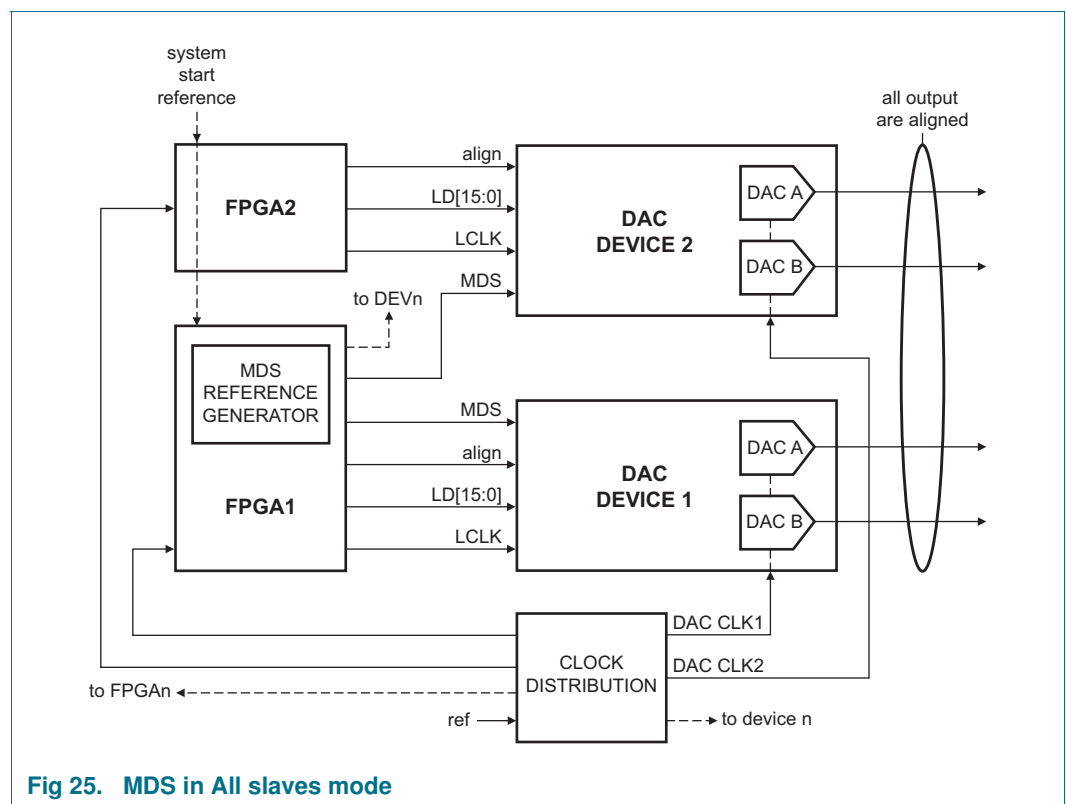 system
start
reference
all output
are aligned
FPGA2
align
LD[15:0]
LCLK
MDS
DAC
DEVICE 2
DAC A
DAC B
to DEVn
MDS
REFERENCE
GENERATOR
FPGA1
MDS
align
LD[15:0]
LCLK
DAC
DEVICE 1
DAC A
DAC B
DAC CLK1
CLOCK
DISTRIBUTION
DAC CLK2
to FPGAn
ref
to device n
Fig 25. MDS in All slaves mode